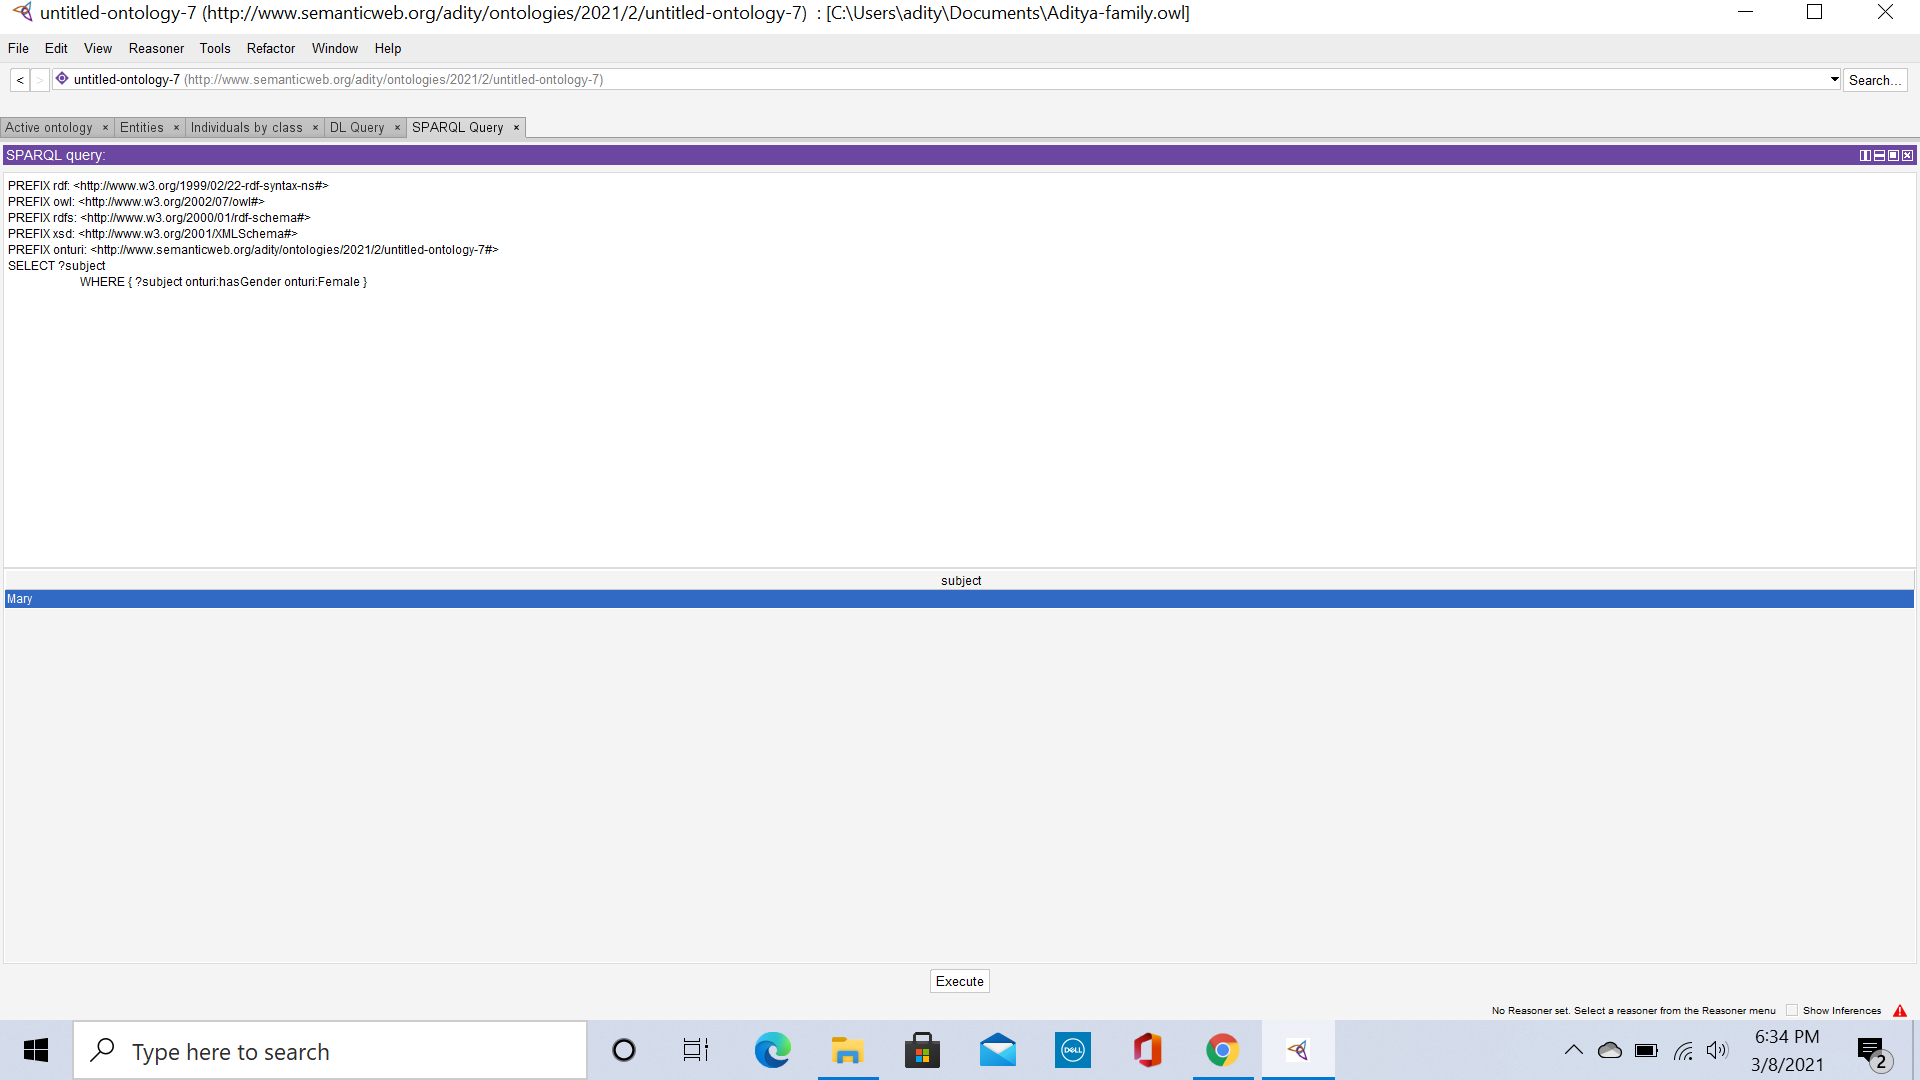 untitled-ontology-7 (http://www.semanticweb.org/adity/ontologies/2021/2/untitled-ontology-7)  : [C:\Users\adity\Documents\Aditya-family.owl]
File Edit View Reasoner Tools Refactor Window Help
< > untitled-ontology-7 (http://www.semanticweb.org/adity/ontologies/2021/2/untitled-ontology-7) Search...
Active ontology × Entities × Individuals by class × DL Query × SPARQL Query ×
SPARQL query:
PREFIX rdf: <http://www.w3.org/1999/02/22-rdf-syntax-ns#>
PREFIX owl: <http://www.w3.org/2002/07/owl#>
PREFIX rdfs: <http://www.w3.org/2000/01/rdf-schema#>
PREFIX xsd: <http://www.w3.org/2001/XMLSchema#>
PREFIX onturi: <http://www.semanticweb.org/adity/ontologies/2021/2/untitled-ontology-7#>
SELECT ?subject
WHERE { ?subject onturi:hasGender onturi:Female }
subject
Mary
Execute
No Reasoner set. Select a reasoner from the Reasoner menu Show Inferences
Type here to search
DELL
6:34 PM
3/8/2021
2